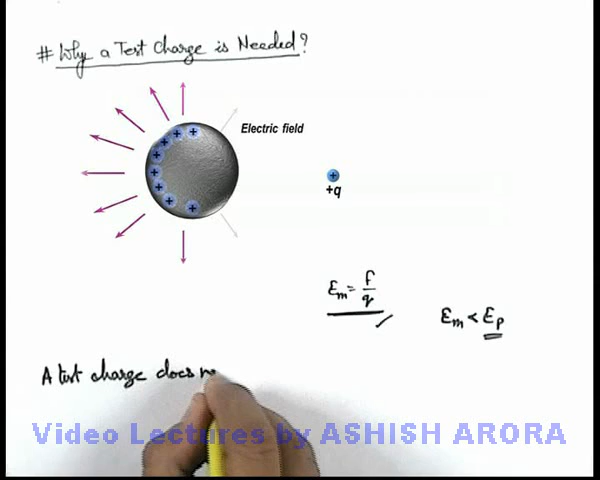 # Why a Test Charge is Needed?
Electric field
+q
Em = f/q
Em < Ep
A test charge does n
Video Lectures by ASHISH ARORA